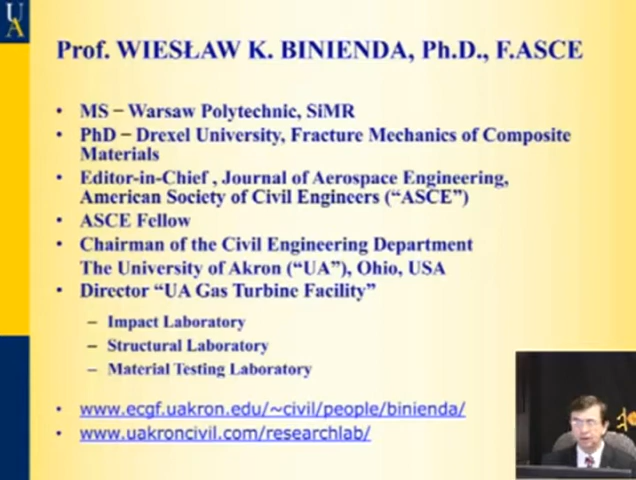 UA
Prof. WIESŁAW K. BINIENDA, Ph.D., F.ASCE
• MS – Warsaw Polytechnic, SiMR
• PhD – Drexel University, Fracture Mechanics of Composite
Materials
• Editor-in-Chief , Journal of Aerospace Engineering,
American Society of Civil Engineers (“ASCE”)
• ASCE Fellow
• Chairman of the Civil Engineering Department
The University of Akron (“UA”), Ohio, USA
• Director “UA Gas Turbine Facility”
– Impact Laboratory
– Structural Laboratory
– Material Testing Laboratory
• www.ecgf.uakron.edu/~civil/people/binienda/
• www.uakroncivil.com/researchlab/